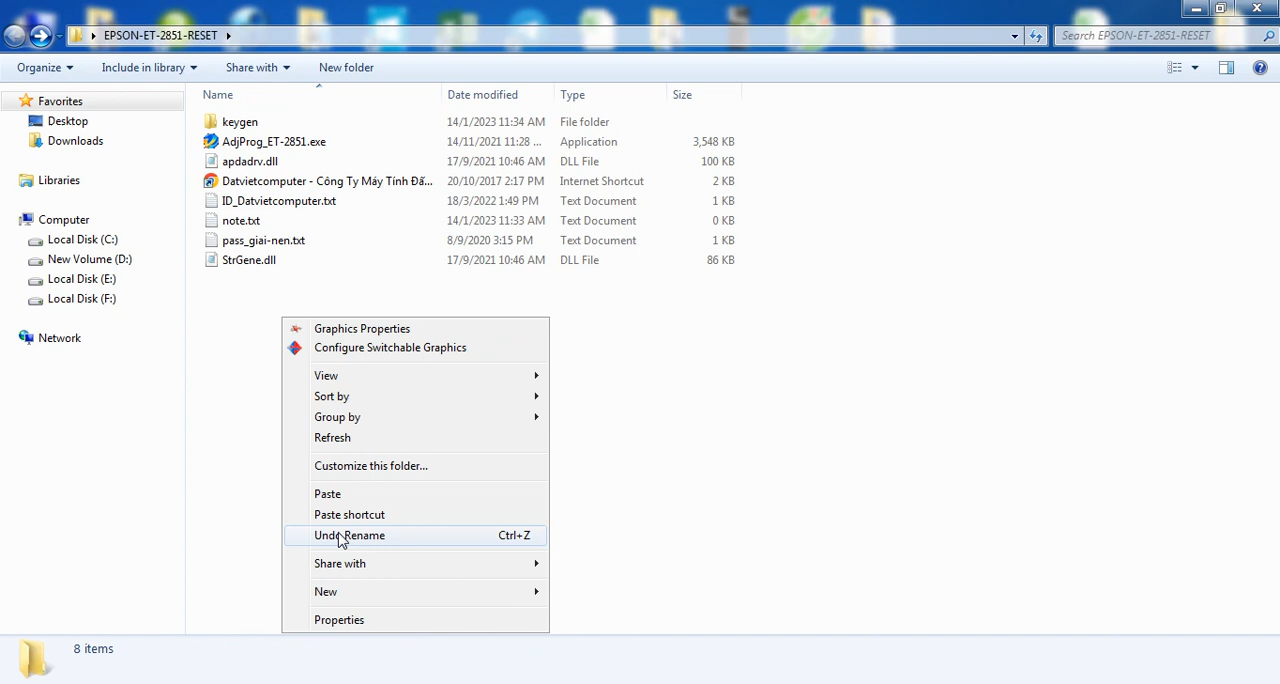 EPSON-ET-2851-RESET
Search EPSON-ET-2851-RESET
Organize Include in library Share with New folder
Name Date modified Type Size
Favorites
Desktop
Downloads
Libraries
Computer
Local Disk (C:)
New Volume (D:)
Local Disk (E:)
Local Disk (F:)
Network
keygen 14/1/2023 11:34 AM File folder
AdjProg_ET-2851.exe 14/11/2021 11:28 ... Application 3,548 KB
apdadrv.dll 17/9/2021 10:46 AM DLL File 100 KB
Datvietcomputer - Công Ty Máy Tính Đấ... 20/10/2017 2:17 PM Internet Shortcut 2 KB
ID_Datvietcomputer.txt 18/3/2022 1:49 PM Text Document 1 KB
note.txt 14/1/2023 11:33 AM Text Document 0 KB
pass_giai-nen.txt 8/9/2020 3:15 PM Text Document 1 KB
StrGene.dll 17/9/2021 10:46 AM DLL File 86 KB
Graphics Properties
Configure Switchable Graphics
View
Sort by
Group by
Refresh
Customize this folder...
Paste
Paste shortcut
Undo Rename Ctrl+Z
Share with
New
Properties
8 items